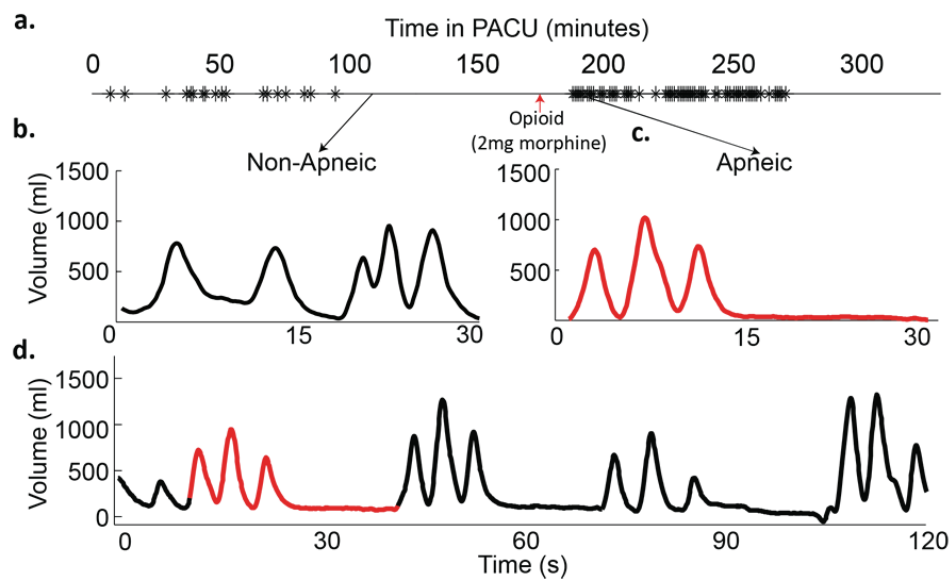 a.
Time in PACU (minutes)
0 50 100 150 200 250 300
Opioid
(2mg morphine)
b.
Non-Apneic
c.
Apneic
Volume (ml)
1500
1000
500
0 15 30
1500
1000
500
0 15 30
d.
Volume (ml)
1500
1000
500
0
0 30 60 90 120
Time (s)